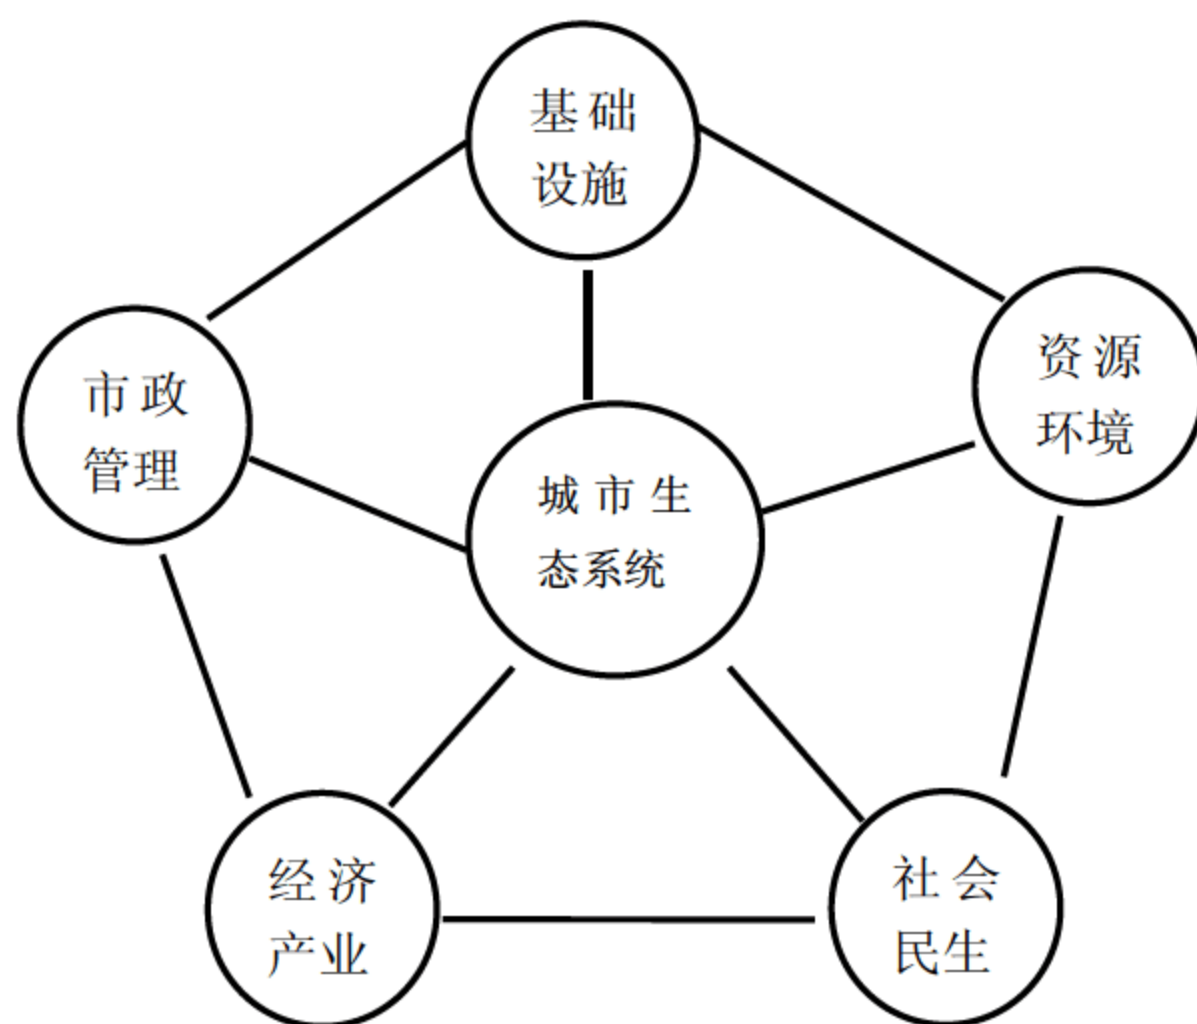 基础
设施
资源
环境
市政
管理
城市生
态系统
经济
产业
社会
民生